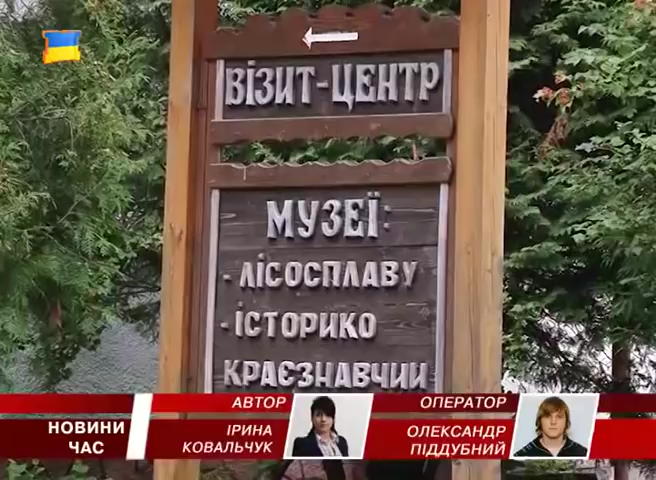 ВІЗИТ-ЦЕНТР
МУЗЕЇ:
-ЛІСОСПЛАВУ
-ІСТОРИКО
КРАЄЗНАВЧИЙ
НОВИНИ
ЧАС
АВТОР
ІРИНА
КОВАЛЬЧУК
ОПЕРАТОР
ОЛЕКСАНДР
ПІДДУБНИЙ